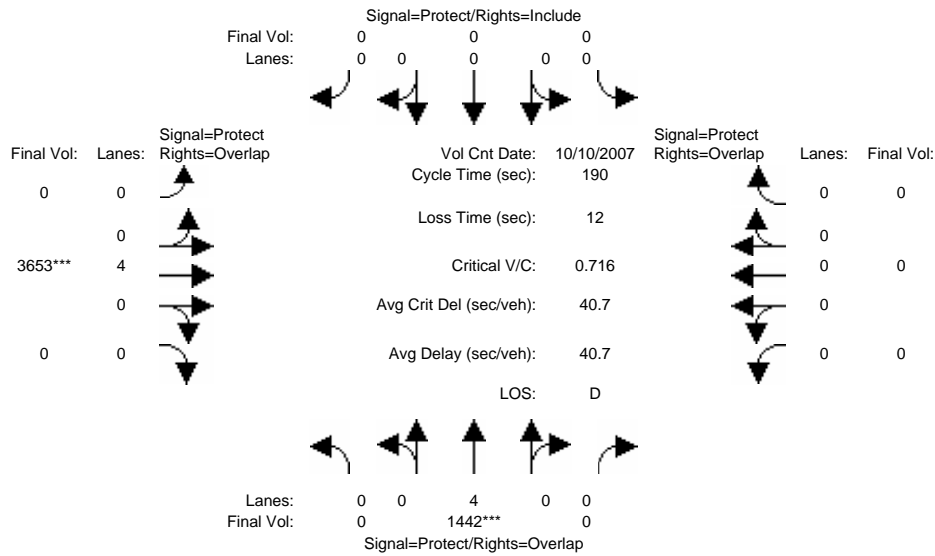 Signal=Protect/Rights=Include
Final Vol: 0 0 0
Lanes: 0 0 0 0 0
Signal=Protect Signal=Protect
Final Vol: Lanes: Rights=Overlap Vol Cnt Date: 10/10/2007 Rights=Overlap Lanes: Final Vol:
Cycle Time (sec): 190
0 0 0 0
Loss Time (sec): 12
0 0
3653*** 4 Critical V/C: 0.716 0 0
0 Avg Crit Del (sec/veh): 40.7 0
0 0 Avg Delay (sec/veh): 40.7 0 0
LOS: D
Lanes: 0 0 4 0 0
Final Vol: 0 1442*** 0
Signal=Protect/Rights=Overlap